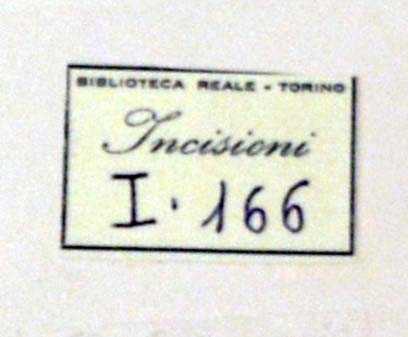 BIBLIOTECA REALE - TORINO
Incisioni
I. 166